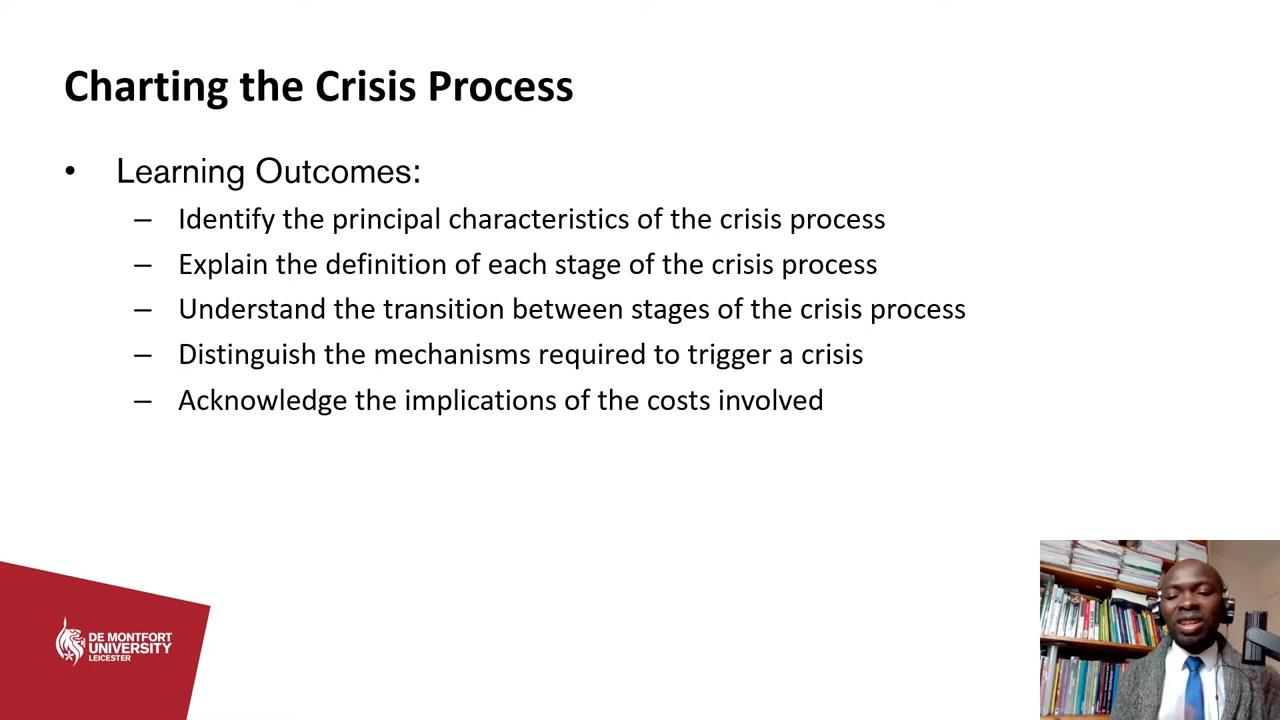 Charting the Crisis Process
• Learning Outcomes:
– Identify the principal characteristics of the crisis process
– Explain the definition of each stage of the crisis process
– Understand the transition between stages of the crisis process
– Distinguish the mechanisms required to trigger a crisis
– Acknowledge the implications of the costs involved
DE MONTFORT
UNIVERSITY
LEICESTER